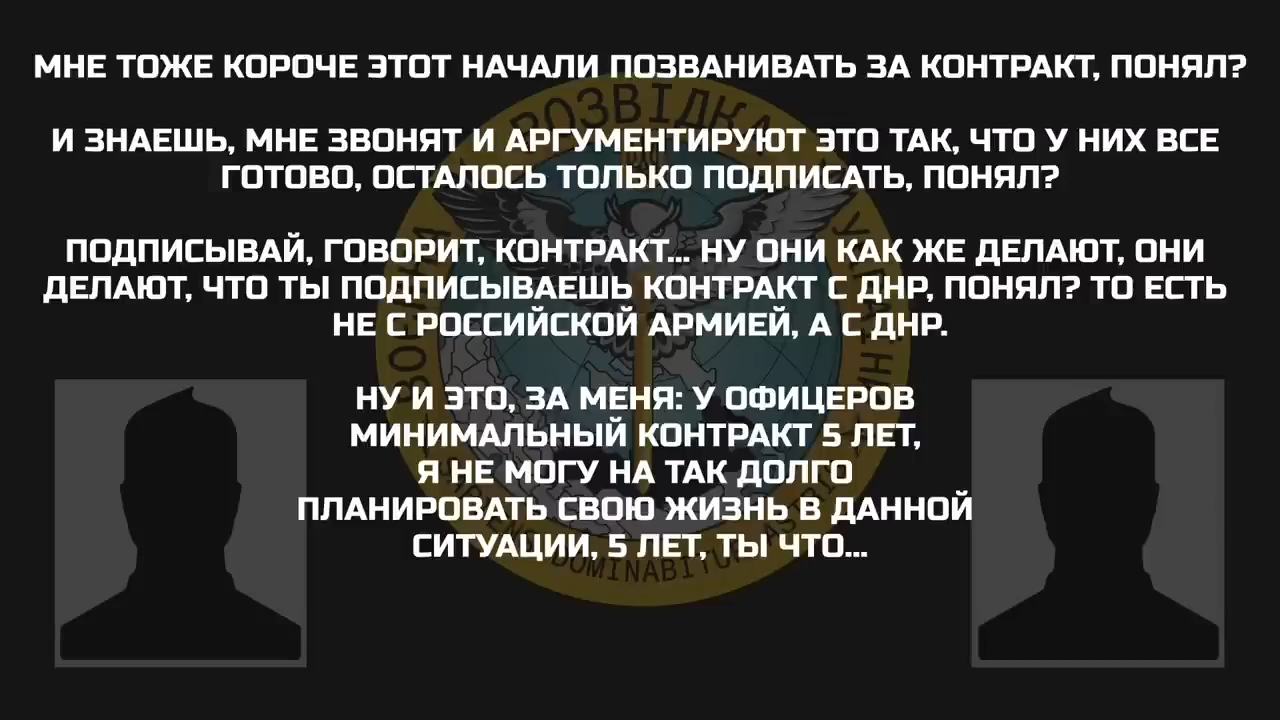 МНЕ ТОЖЕ КОРОЧЕ ЭТОТ НАЧАЛИ ПОЗВАНИВАТЬ ЗА КОНТРАКТ, ПОНЯЛ?
И ЗНАЕШЬ, МНЕ ЗВОНЯТ И АРГУМЕНТИРУЮТ ЭТО ТАК, ЧТО У НИХ ВСЕ
ГОТОВО, ОСТАЛОСЬ ТОЛЬКО ПОДПИСАТЬ, ПОНЯЛ?
ПОДПИСЫВАЙ, ГОВОРИТ, КОНТРАКТ... НУ ОНИ КАК ЖЕ ДЕЛАЮТ, ОНИ
ДЕЛАЮТ, ЧТО ТЫ ПОДПИСЫВАЕШЬ КОНТРАКТ С ДНР, ПОНЯЛ? ТО ЕСТЬ
НЕ С РОССИЙСКОЙ АРМИЕЙ, А С ДНР.
НУ И ЭТО, ЗА МЕНЯ: У ОФИЦЕРОВ
МИНИМАЛЬНЫЙ КОНТРАКТ 5 ЛЕТ,
Я НЕ МОГУ НА ТАК ДОЛГО
ПЛАНИРОВАТЬ СВОЮ ЖИЗНЬ В ДАННОЙ
СИТУАЦИИ, 5 ЛЕТ, ТЫ ЧТО...
ВОЄННА РОЗВІДКА